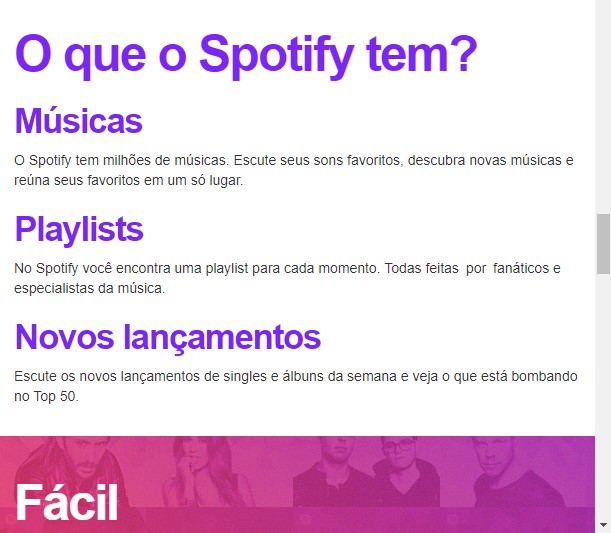 O que o Spotify tem?
Músicas
O Spotify tem milhões de músicas. Escute seus sons favoritos, descubra novas músicas e
reúna seus favoritos em um só lugar.
Playlists
No Spotify você encontra uma playlist para cada momento. Todas feitas por fanáticos e
especialistas da música.
Novos lançamentos
Escute os novos lançamentos de singles e álbuns da semana e veja o que está bombando
no Top 50.
Fácil